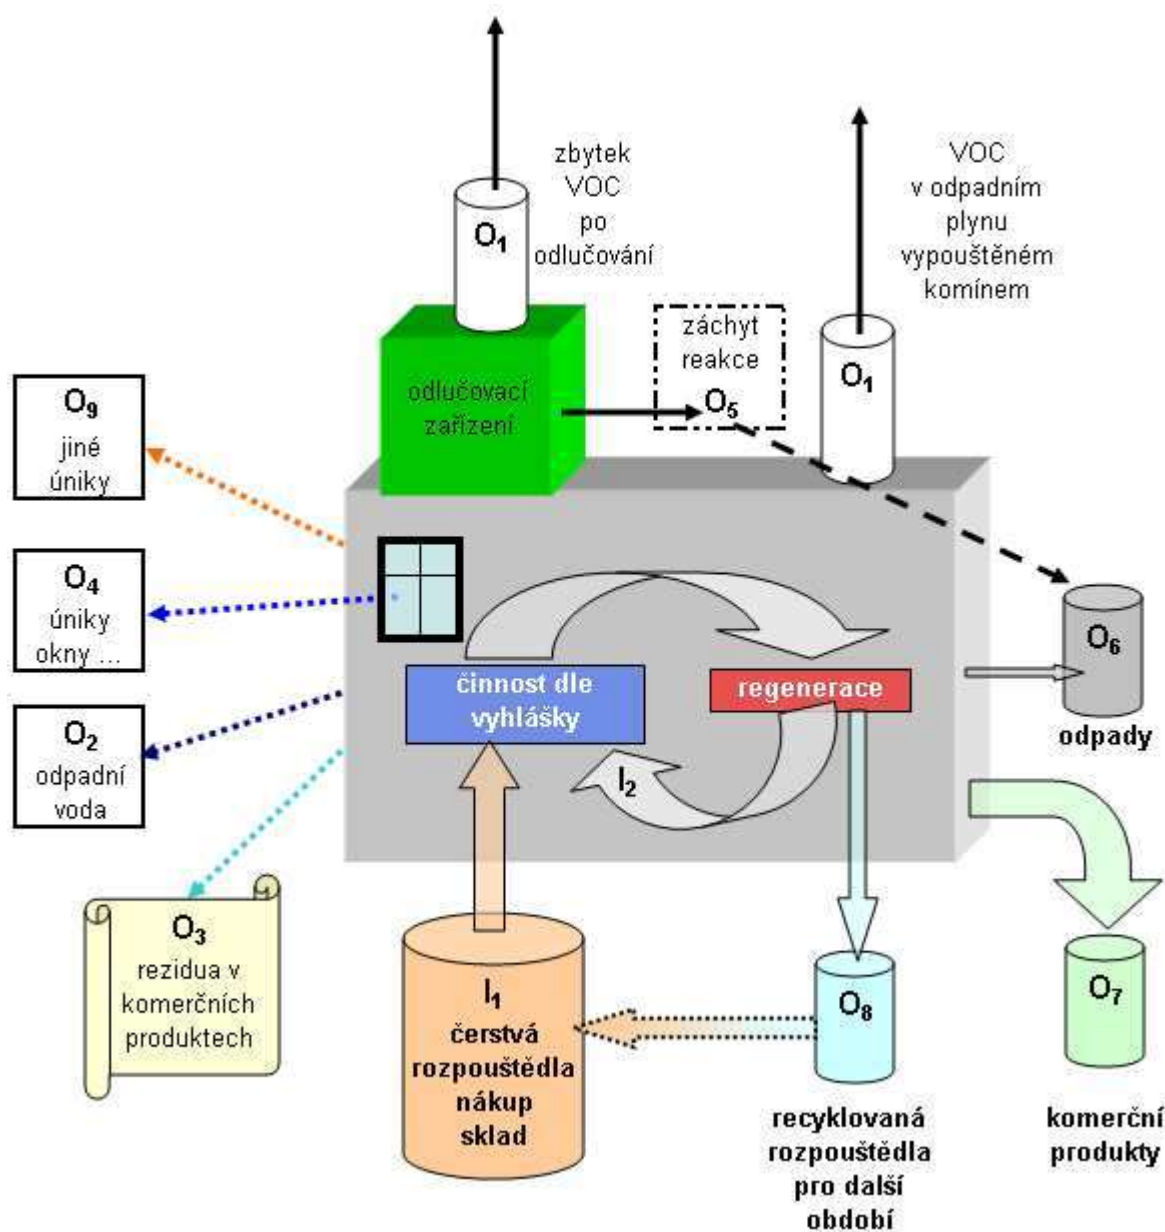 zbytek
VOC
po
odlučování
O₁
VOC
v odpadním
plynu
vypouštěném
komínem
O₁
záchyt
reakce
O₅
odlučovací
zařízení
O₉
jiné
úniky
O₄
úniky
okny ...
O₂
odpadní
voda
O₃
rezidua v
komerčních
produktech
činnost dle
vyhlášky
regenerace
I₂
O₆
odpady
I₁
čerstvá
rozpouštědla
nákup
sklad
O₈
recyklovaná
rozpouštědla
pro další
období
O₇
komerční
produkty